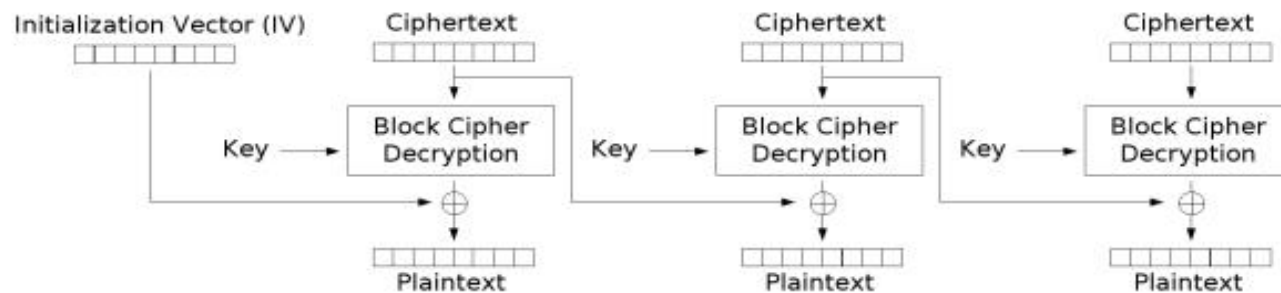 Initialization Vector (IV)
Ciphertext
Ciphertext
Ciphertext
Key
Block Cipher
Decryption
Key
Block Cipher
Decryption
Key
Block Cipher
Decryption
Plaintext
Plaintext
Plaintext